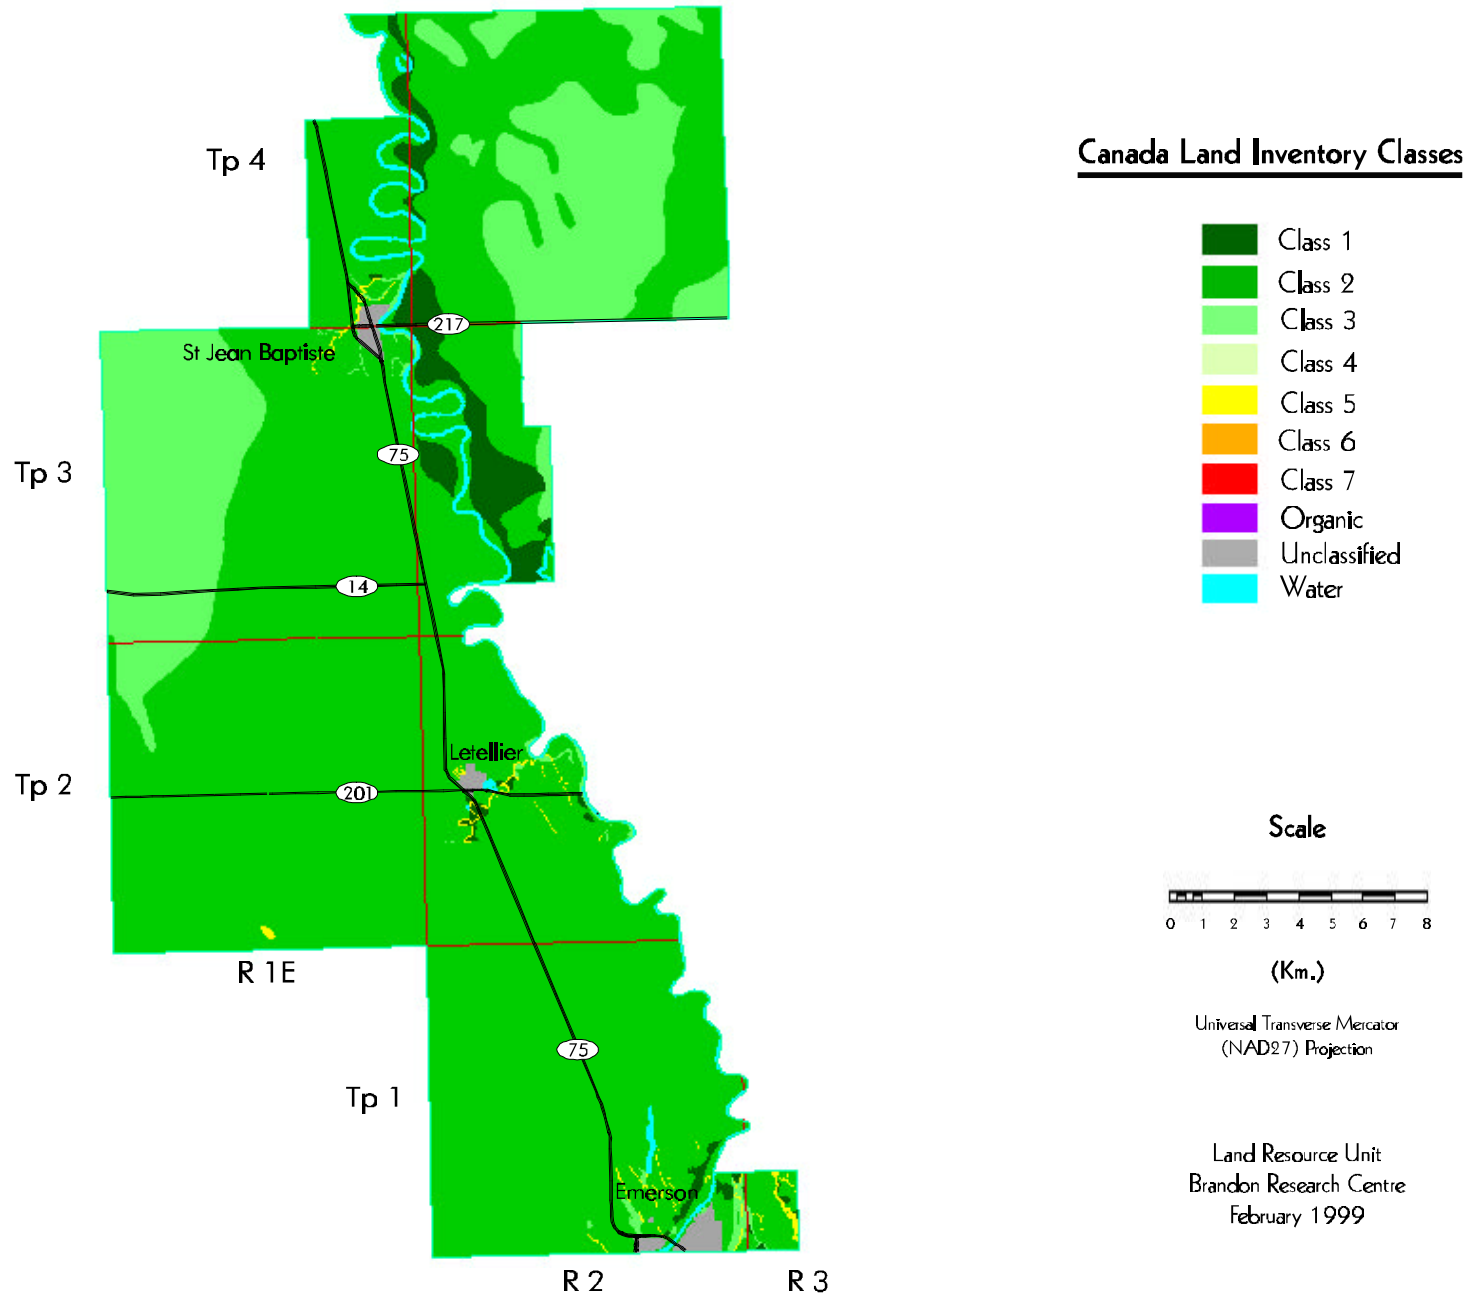 Tp 4
217
St Jean Baptiste
75
Tp 3
14
Letellier
Tp 2
201
R 1E
75
Tp 1
Emerson
R 2
R 3
Canada Land Inventory Classes
Class 1
Class 2
Class 3
Class 4
Class 5
Class 6
Class 7
Organic
Unclassified
Water
Scale
0 1 2 3 4 5 6 7 8
(Km.)
Universal Transverse Mercator
(NAD27) Projection
Land Resource Unit
Brandon Research Centre
February 1999